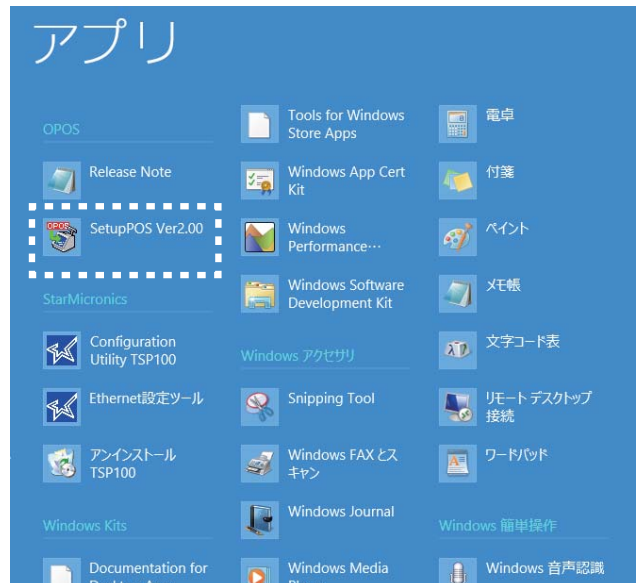 アプリ
OPOS
Release Note
SetupPOS Ver2.00
StarMicronics
Configuration
Utility TSP100
Ethernet設定ツール
アンインストール
TSP100
Windows Kits
Documentation for
Tools for Windows
Store Apps
Windows App Cert
Kit
Windows
Performance…
Windows Software
Development Kit
Windows アクセサリ
Snipping Tool
Windows FAX とス
キャン
Windows Journal
Windows Media
電卓
付箋
ペイント
メモ帳
文字コード表
リモート デスクトップ
接続
ワードパッド
Windows 簡単操作
Windows 音声認識